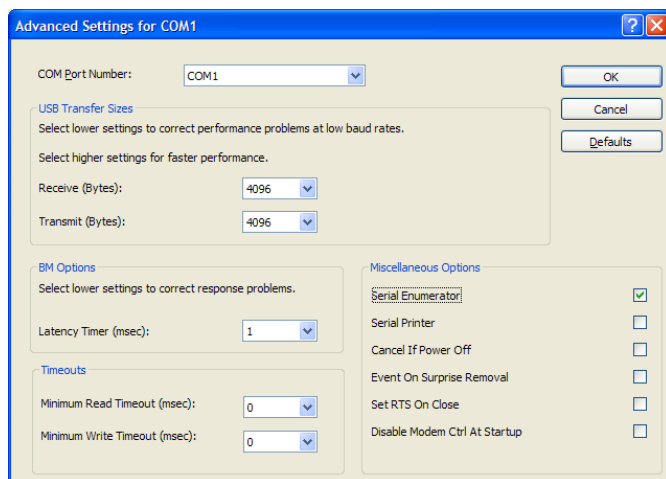 Advanced Settings for COM1
COM Port Number: COM1
OK
Cancel
Defaults
USB Transfer Sizes
Select lower settings to correct performance problems at low baud rates.
Select higher settings for faster performance.
Receive (Bytes): 4096
Transmit (Bytes): 4096
BM Options
Select lower settings to correct response problems.
Latency Timer (msec): 1
Timeouts
Minimum Read Timeout (msec): 0
Minimum Write Timeout (msec): 0
Miscellaneous Options
Serial Enumerator
Serial Printer
Cancel If Power Off
Event On Surprise Removal
Set RTS On Close
Disable Modem Ctrl At Startup